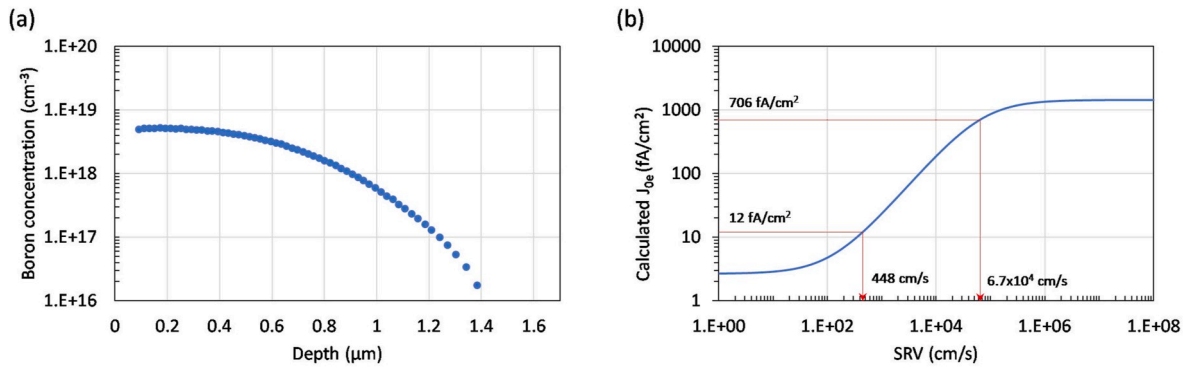 (a)
1.E+20
1.E+19
1.E+18
1.E+17
1.E+16
Boron concentration (cm⁻³)
0 0.2 0.4 0.6 0.8 1 1.2 1.4 1.6
Depth (µm)
(b)
10000
1000
100
10
1
Calculated J₀ₑ (fA/cm²)
706 fA/cm²
12 fA/cm²
448 cm/s
6.7x10⁴ cm/s
1.E+00 1.E+02 1.E+04 1.E+06 1.E+08
SRV (cm/s)